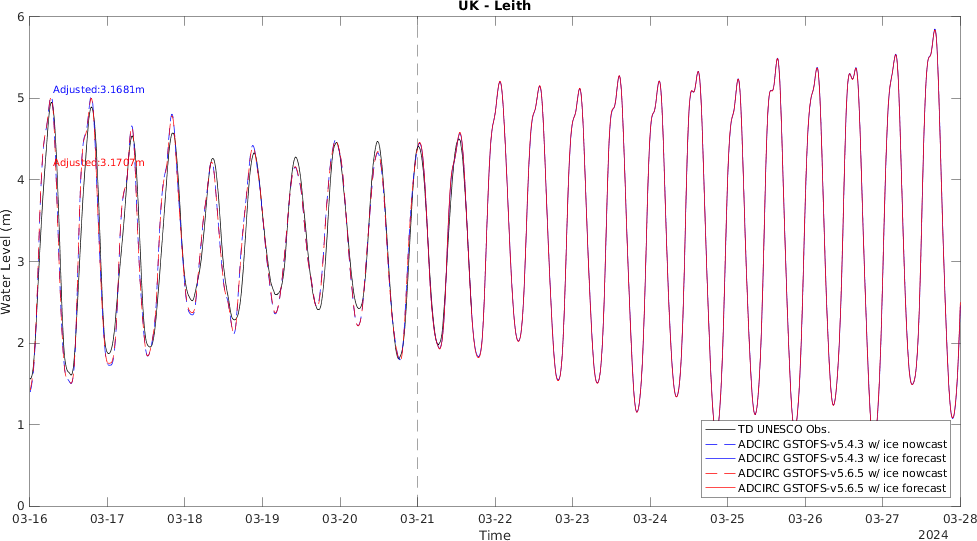 UK - Leith
6
5
4
3
2
1
0
Water Level (m)
Adjusted:3.1681m
Adjusted:3.1707m
TD UNESCO Obs.
ADCIRC GSTOFS-v5.4.3 w/ ice nowcast
ADCIRC GSTOFS-v5.4.3 w/ ice forecast
ADCIRC GSTOFS-v5.6.5 w/ ice nowcast
ADCIRC GSTOFS-v5.6.5 w/ ice forecast
03-16 03-17 03-18 03-19 03-20 03-21 03-22 03-23 03-24 03-25 03-26 03-27 03-28
Time
2024